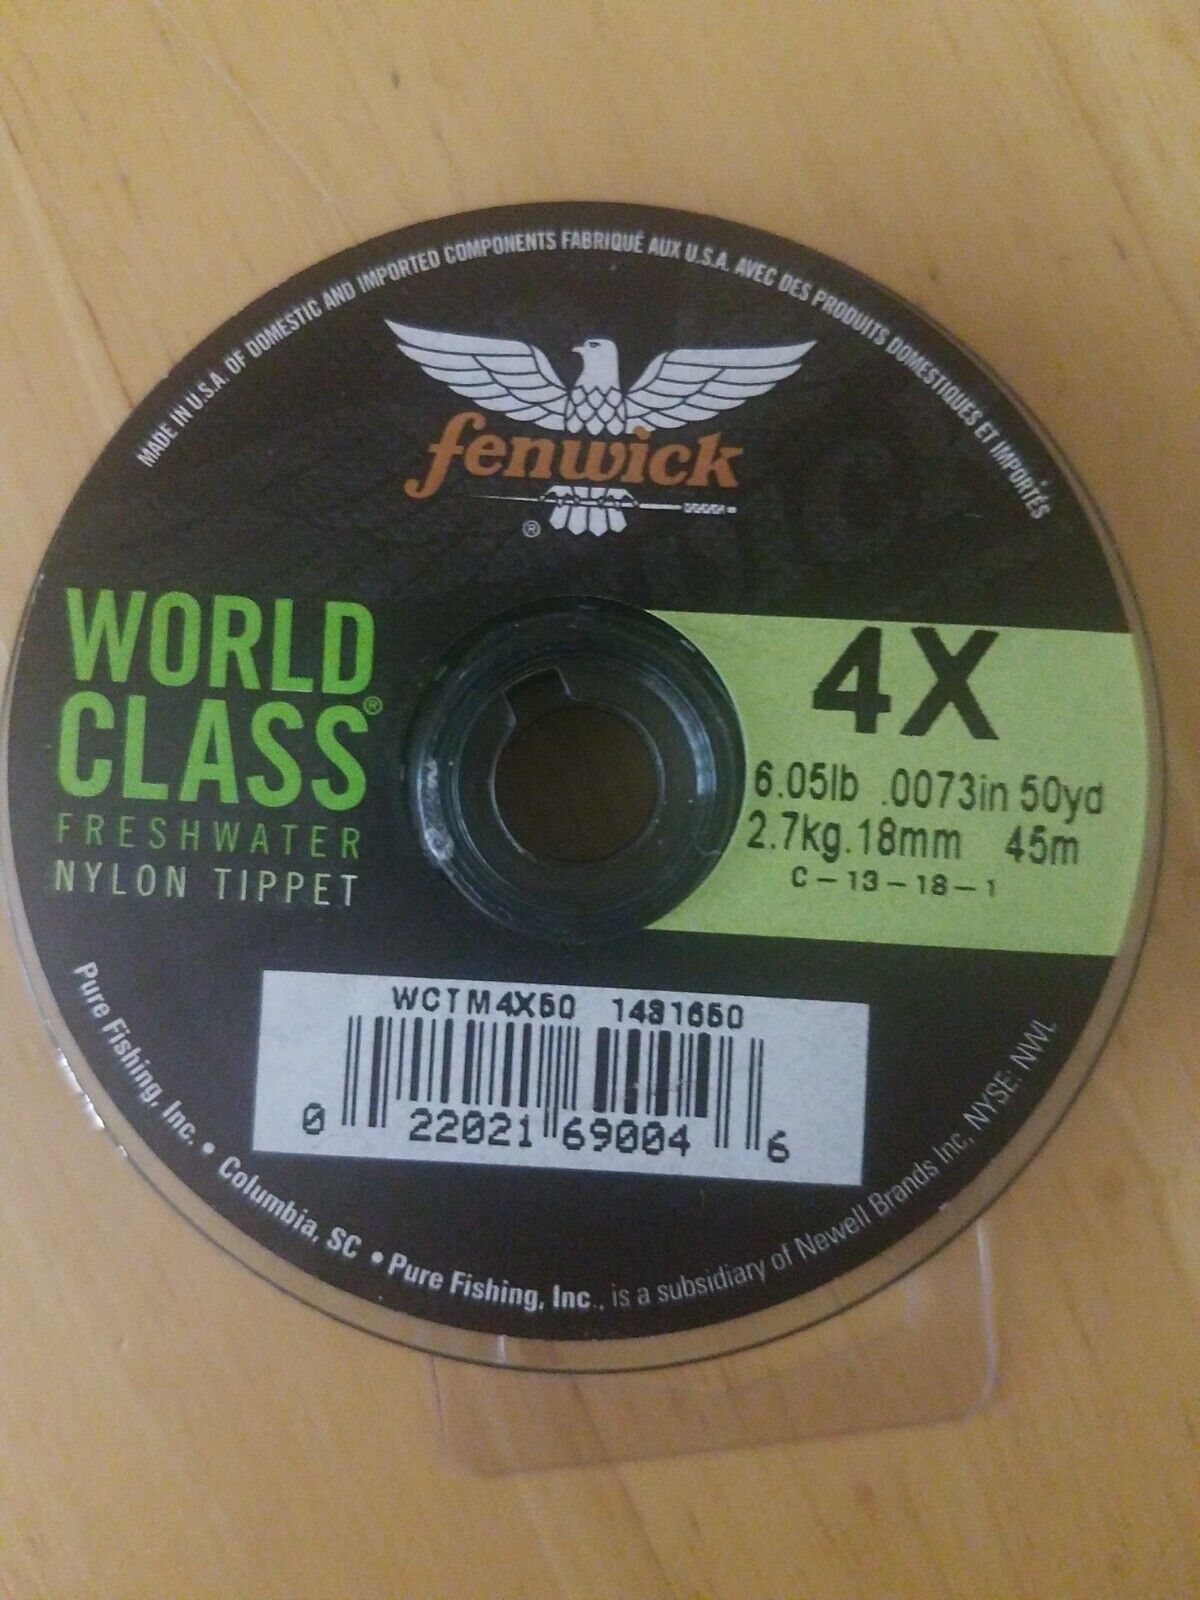 MADE IN U.S.A. OF DOMESTIC AND IMPORTED COMPONENTS FABRIQUÉ AUX U.S.A. AVEC DES PRODUITS DOMESTIQUES ET IMPORTÉS
fenwick
®
WORLD
CLASS®
FRESHWATER
NYLON TIPPET
4X
6.05lb .0073in 50yd
2.7kg .18mm 45m
C-13-18-1
WCTM4X50 1431650
0 22021 69004 6
Pure Fishing, Inc. • Columbia, SC • Pure Fishing, Inc., is a subsidiary of Newell Brands Inc, NYSE: NWL